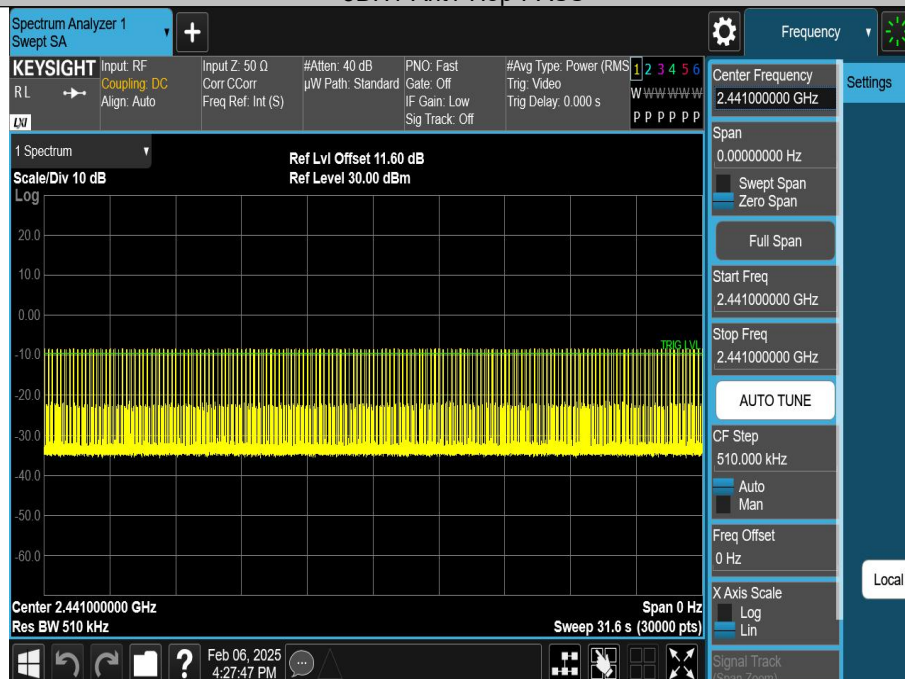 Spectrum Analyzer 1
Swept SA
+
Frequency
KEYSIGHT
RL
LXI
Input: RF
Coupling: DC
Align: Auto
Input Z: 50 Ω
Corr CCorr
Freq Ref: Int (S)
#Atten: 40 dB
µW Path: Standard
PNO: Fast
Gate: Off
IF Gain: Low
Sig Track: Off
#Avg Type: Power (RMS
Trig: Video
Trig Delay: 0.000 s
1 2 3 4 5 6
W W W W W W
P P P P P P
1 Spectrum
Scale/Div 10 dB
Log
Ref Lvl Offset 11.60 dB
Ref Level 30.00 dBm
20.0
10.0
0.00
-10.0
TRIG LVL
-20.0
-30.0
-40.0
-50.0
-60.0
Center 2.441000000 GHz
Res BW 510 kHz
Span 0 Hz
Sweep 31.6 s (30000 pts)
Feb 06, 2025
4:27:47 PM
?
Center Frequency
2.441000000 GHz
Settings
Span
0.00000000 Hz
Swept Span
Zero Span
Full Span
Start Freq
2.441000000 GHz
Stop Freq
2.441000000 GHz
AUTO TUNE
CF Step
510.000 kHz
Auto
Man
Freq Offset
0 Hz
Local
X Axis Scale
Log
Lin
Signal Track
(Span Zoom)